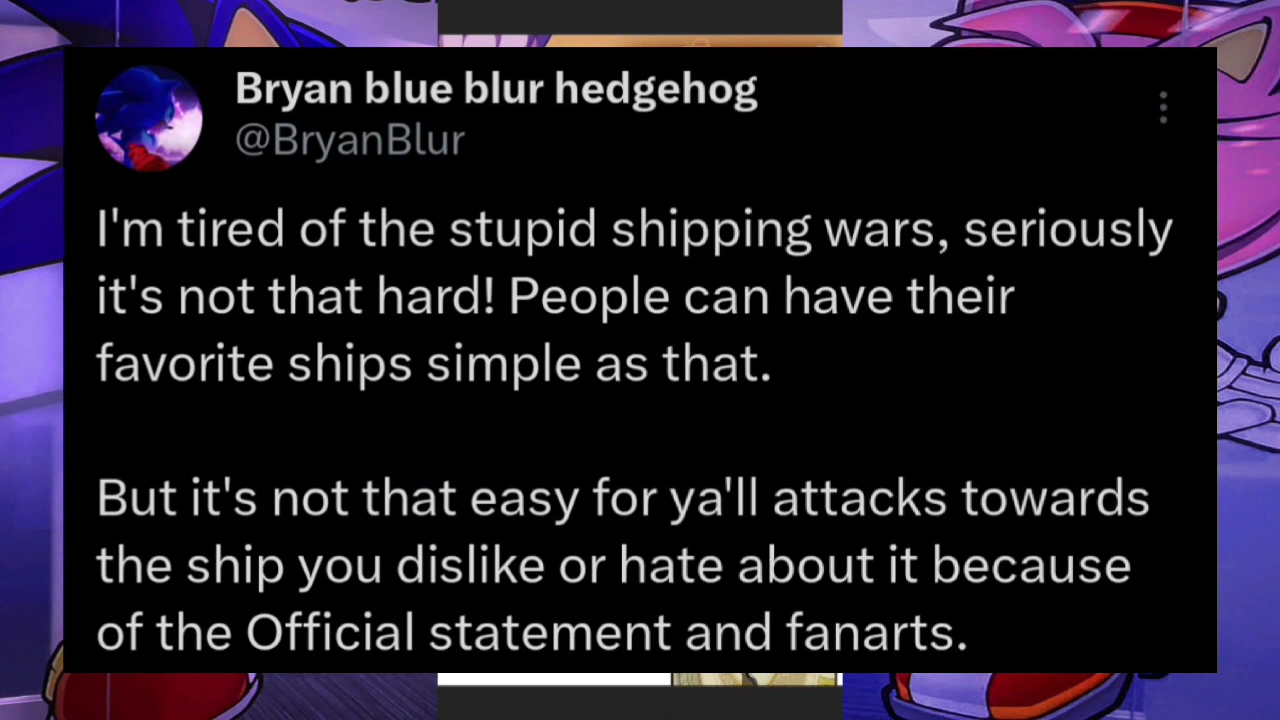 Bryan blue blur hedgehog
@BryanBlur
I'm tired of the stupid shipping wars, seriously
it's not that hard! People can have their
favorite ships simple as that.
But it's not that easy for ya'll attacks towards
the ship you dislike or hate about it because
of the Official statement and fanarts.